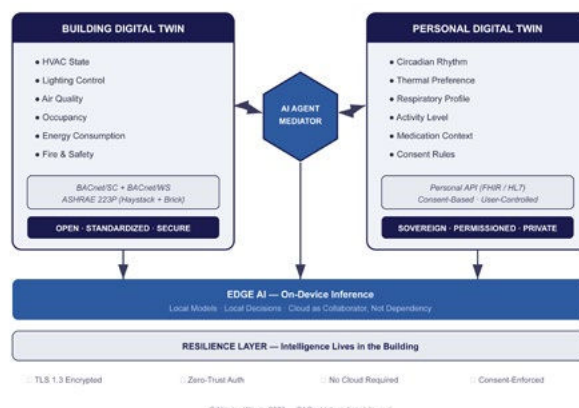 BUILDING DIGITAL TWIN
• HVAC State
• Lighting Control
• Air Quality
• Occupancy
• Energy Consumption
• Fire & Safety
BACnet/SC + BACnet/WS
ASHRAE 223P (Haystack + Brick)
OPEN · STANDARDIZED · SECURE
AI AGENT
MEDIATOR
PERSONAL DIGITAL TWIN
• Circadian Rhythm
• Thermal Preference
• Respiratory Profile
• Activity Level
• Medication Context
• Consent Rules
Personal API (FHIR / HL7)
Consent-Based · User-Controlled
SOVEREIGN · PERMISSIONED · PRIVATE
EDGE AI — On-Device Inference
Local Models · Local Decisions · Cloud as Collaborator, Not Dependency
RESILIENCE LAYER — Intelligence Lives in the Building
TLS 1.3 Encrypted
Zero-Trust Auth
No Cloud Required
Consent-Enforced